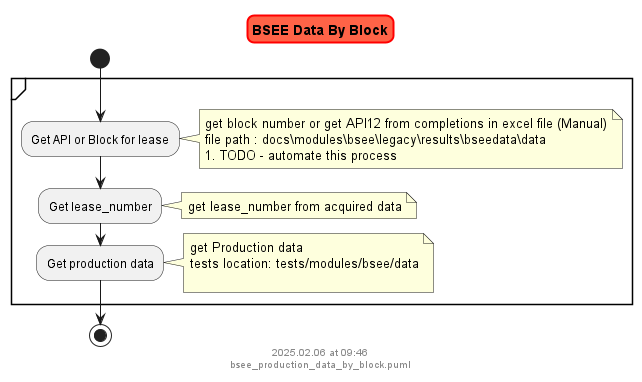 BSEE Data By Block
Get API or Block for lease
get block number or get API12 from completions in excel file (Manual)
file path : docs\modules\bsee\legacy\results\bseedata\data
1. TODO - automate this process
Get lease_number
get lease_number from acquired data
Get production data
get Production data
tests location: tests/modules/bsee/data
2025.02.06 at 09:46
bsee_production_data_by_block.puml